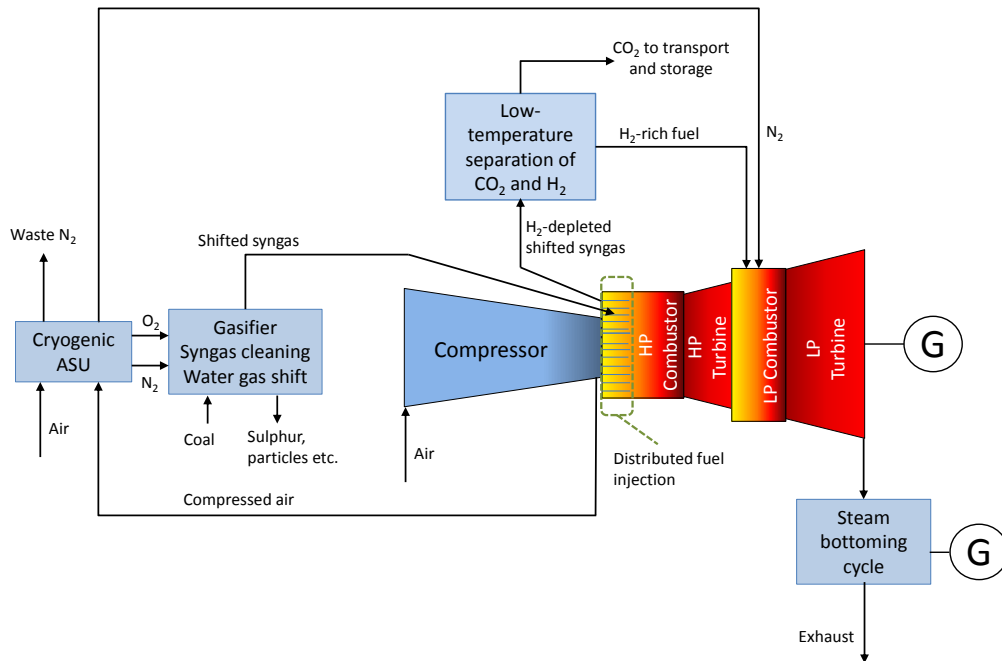 CO₂ to transport
and storage
Low-
temperature
separation of
CO₂ and H₂
H₂-rich fuel
N₂
H₂-depleted
shifted syngas
Waste N₂
Shifted syngas
Cryogenic
ASU
O₂
N₂
Gasifier
Syngas cleaning
Water gas shift
Compressor
HP
Combustor
HP
Turbine
LP Combustor
LP
Turbine
G
Air
Coal
Sulphur,
particles etc.
Air
Distributed fuel
injection
Compressed air
Steam
bottoming
cycle
G
Exhaust